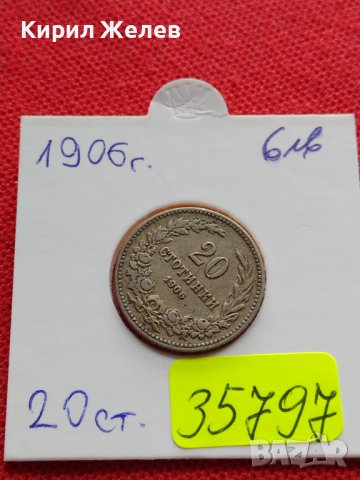 Кирил Желев
1906г.
6лв
20
СТОТИНКИ
1906
20ст.
35797
BAZAR